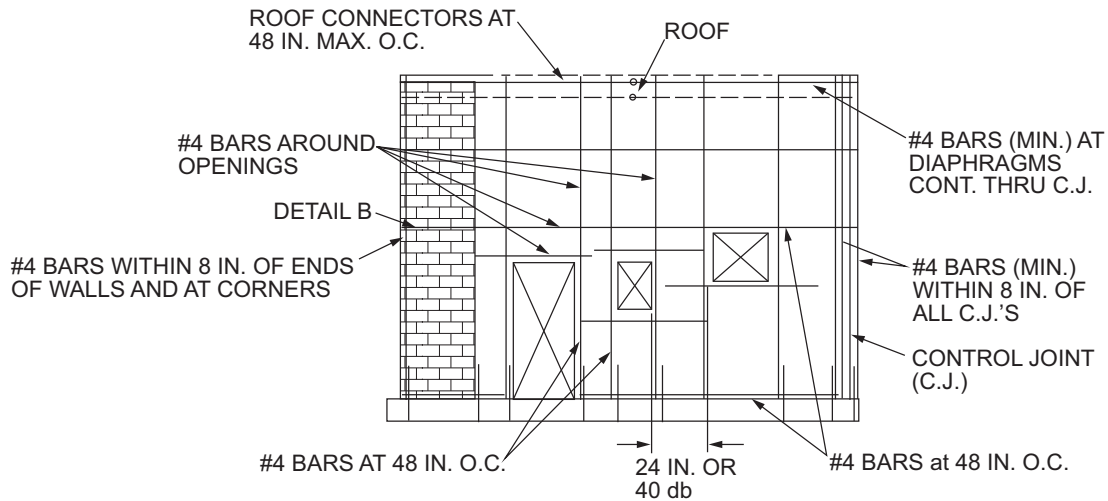 ROOF CONNECTORS AT
48 IN. MAX. O.C.
ROOF
#4 BARS AROUND
OPENINGS
#4 BARS (MIN.) AT
DIAPHRAGMS
CONT. THRU C.J.
DETAIL B
#4 BARS WITHIN 8 IN. OF ENDS
OF WALLS AND AT CORNERS
#4 BARS (MIN.)
WITHIN 8 IN. OF
ALL C.J.'S
CONTROL JOINT
(C.J.)
#4 BARS AT 48 IN. O.C.
24 IN. OR
40 db
#4 BARS at 48 IN. O.C.